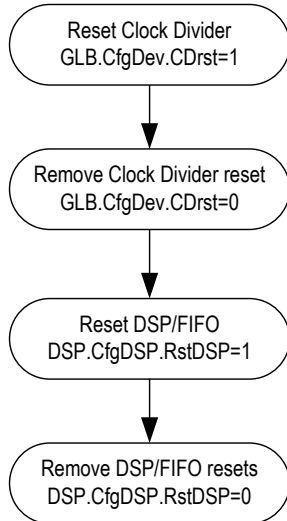 Reset Clock Divider
GLB.CfgDev.CDrst=1
Remove Clock Divider reset
GLB.CfgDev.CDrst=0
Reset DSP/FIFO
DSP.CfgDSP.RstDSP=1
Remove DSP/FIFO resets
DSP.CfgDSP.RstDSP=0